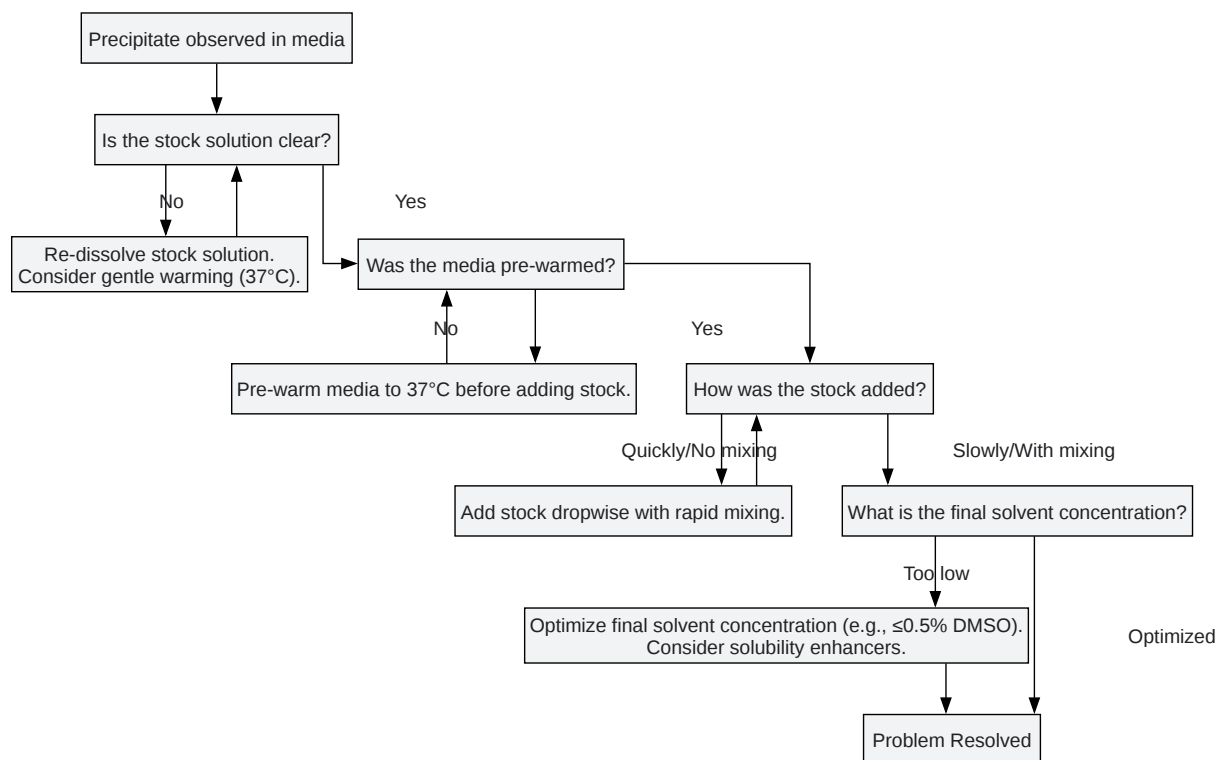 Precipitate observed in media
Is the stock solution clear?
No
Yes
Re-dissolve stock solution.
Consider gentle warming (37°C).
Was the media pre-warmed?
No
Yes
Pre-warm media to 37°C before adding stock.
How was the stock added?
Quickly/No mixing
Slowly/With mixing
Add stock dropwise with rapid mixing.
What is the final solvent concentration?
Too low
Optimize final solvent concentration (e.g., ≤0.5% DMSO).
Consider solubility enhancers.
Optimized
Problem Resolved